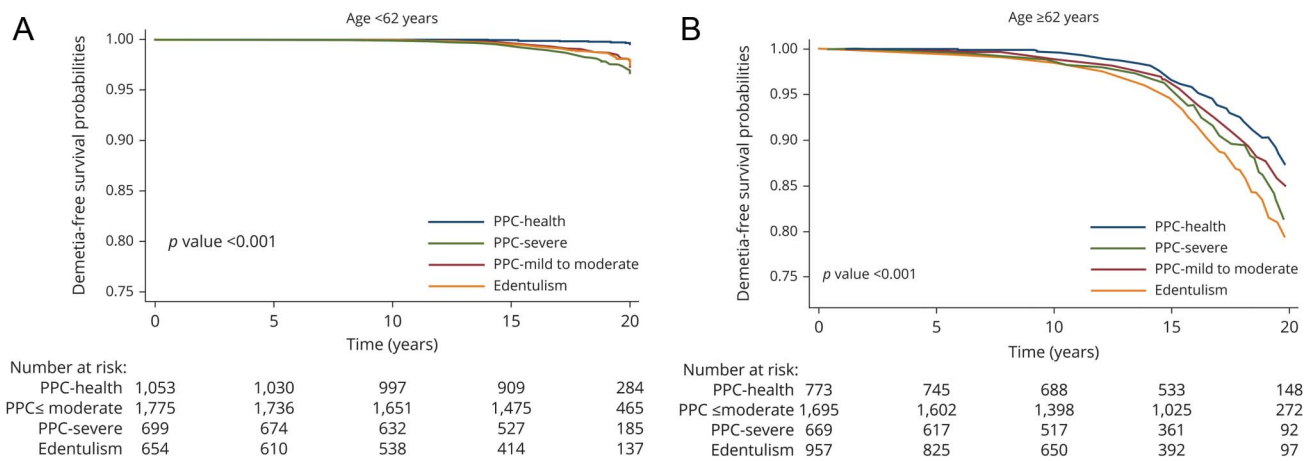 A
Age <62 years
Demetia-free survival probabilities
1.00
0.95
0.90
0.85
0.80
0.75
p value <0.001
PPC-health
PPC-severe
PPC-mild to moderate
Edentulism
0 5 10 15 20
Time (years)
Number at risk:
PPC-health 1,053 1,030 997 909 284
PPC≤ moderate 1,775 1,736 1,651 1,475 465
PPC-severe 699 674 632 527 185
Edentulism 654 610 538 414 137
B
Age ≥62 years
Demetia-free survival probabilities
1.00
0.95
0.90
0.85
0.80
0.75
p value <0.001
PPC-health
PPC-severe
PPC-mild to moderate
Edentulism
0 5 10 15 20
Time (years)
Number at risk:
PPC-health 773 745 688 533 148
PPC ≤moderate 1,695 1,602 1,398 1,025 272
PPC-severe 669 617 517 361 92
Edentulism 957 825 650 392 97